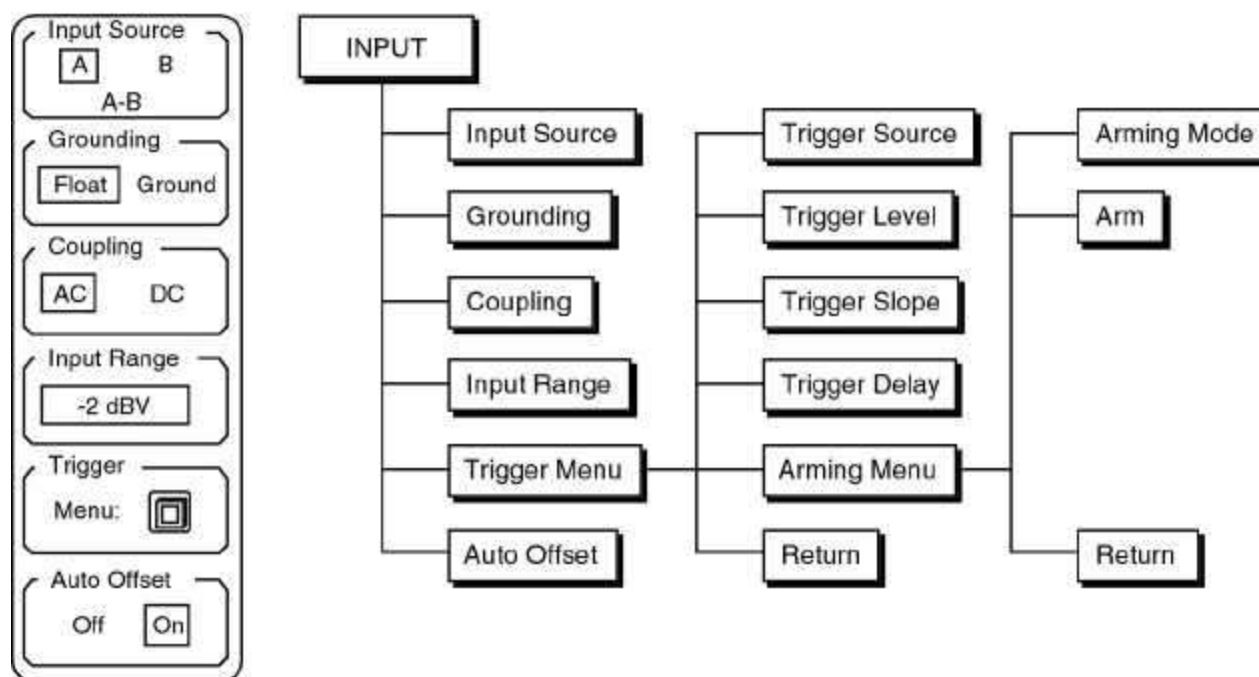 Input Source
A B
A-B
Grounding
Float Ground
Coupling
AC DC
Input Range
-2 dBV
Trigger
Menu:
Auto Offset
Off On
INPUT
Input Source
Grounding
Coupling
Input Range
Trigger Menu
Auto Offset
Trigger Source
Trigger Level
Trigger Slope
Trigger Delay
Arming Menu
Return
Arming Mode
Arm
Return